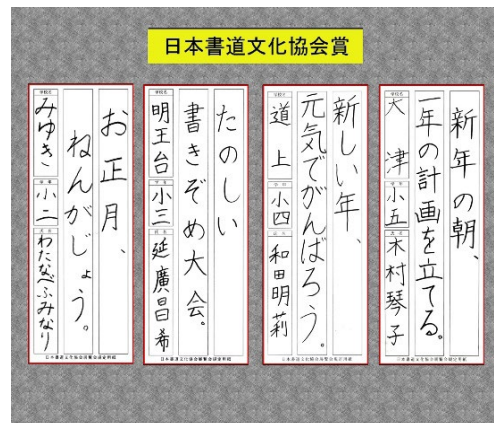 日本書道文化協会賞
新年の朝、
一年の計画を立てる。
大津 小五 木村琴子
新しい年、
元気でがんばろう。
道上 小四 和田明莉
たのしい
書きぞめ大会。
明王台 小三 延廣昌希
お正月、
ねんがじょう。
みゆき 小二 わたなべふみなり